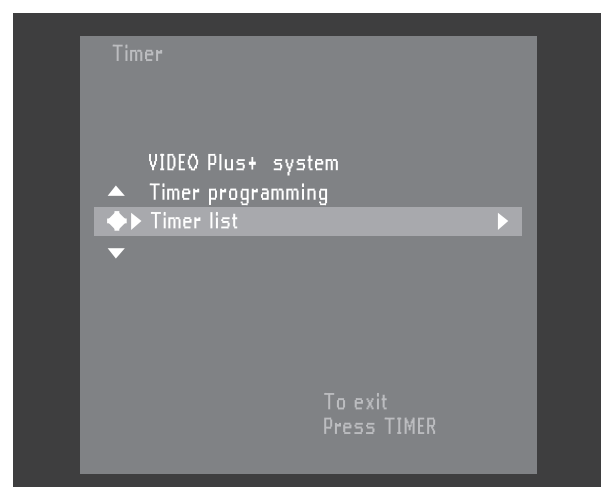 Timer
VIDEO Plus+ system
Timer programming
Timer list
To exit
Press TIMER